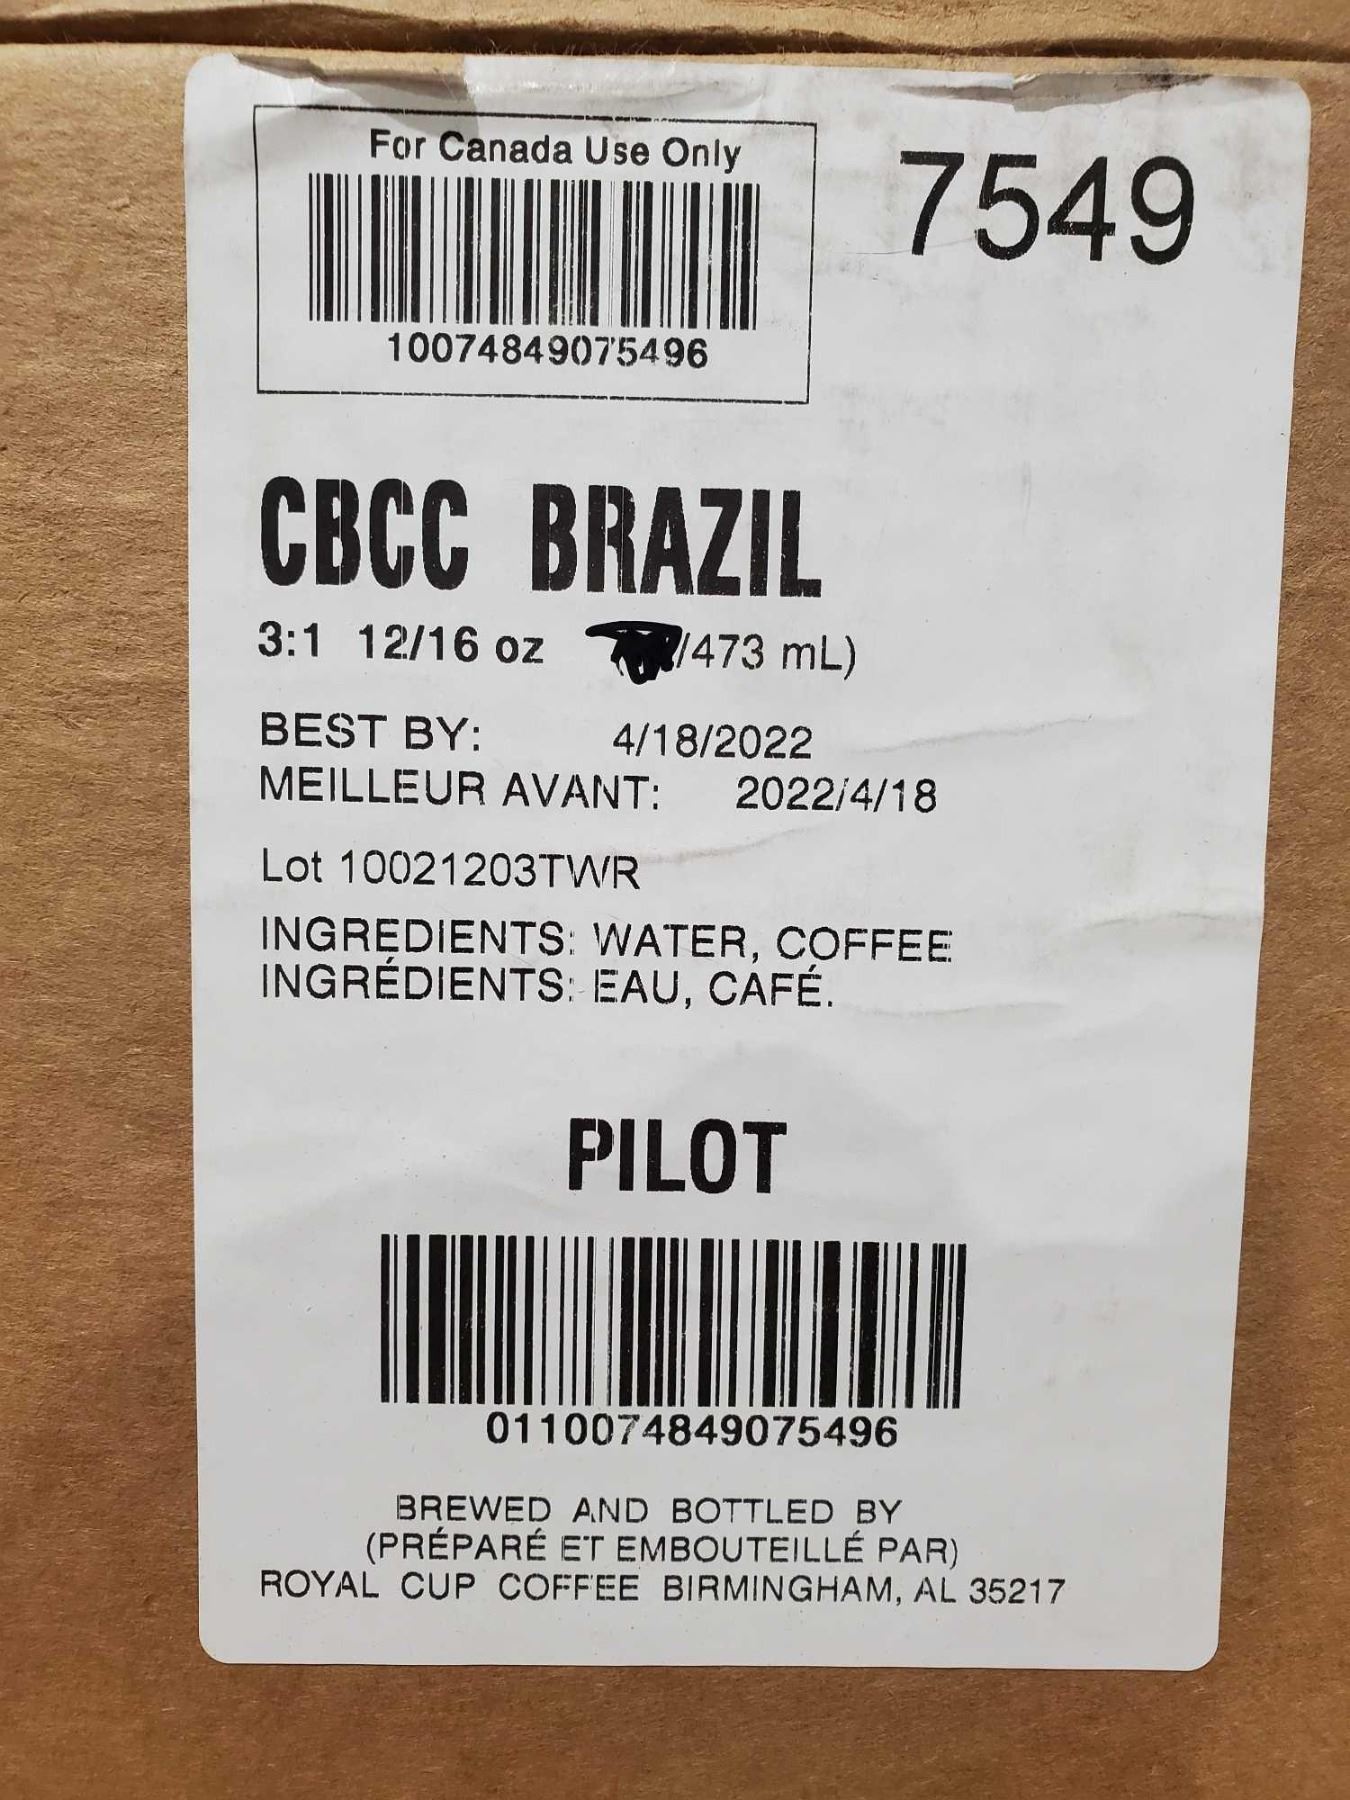 For Canada Use Only
10074849075496
7549
CBCC BRAZIL
3:1 12/16 oz /473 mL)
BEST BY: 4/18/2022
MEILLEUR AVANT: 2022/4/18
Lot 10021203TWR
INGREDIENTS: WATER, COFFEE
INGRÉDIENTS: EAU, CAFÉ.
PILOT
0110074849075496
BREWED AND BOTTLED BY
(PRÉPARÉ ET EMBOUTEILLÉ PAR)
ROYAL CUP COFFEE BIRMINGHAM, AL 35217